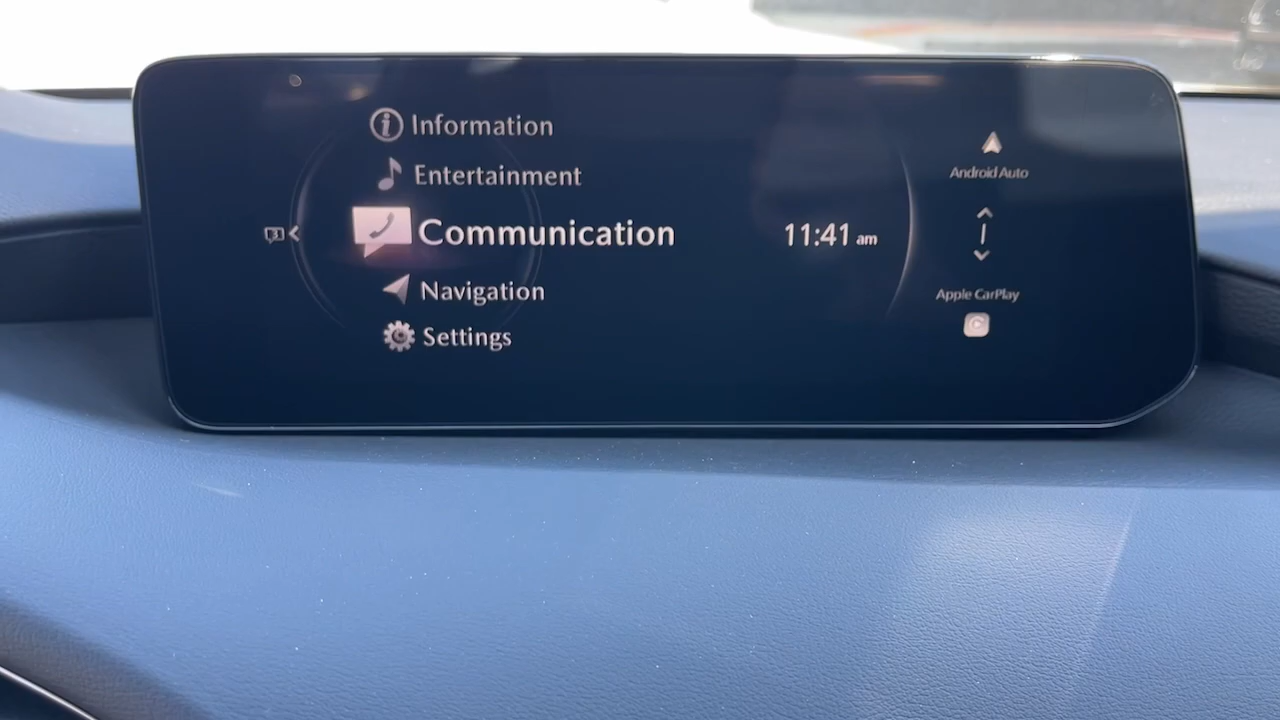 Information
Entertainment
Communication
Navigation
Settings
11:41 am
Android Auto
Apple CarPlay